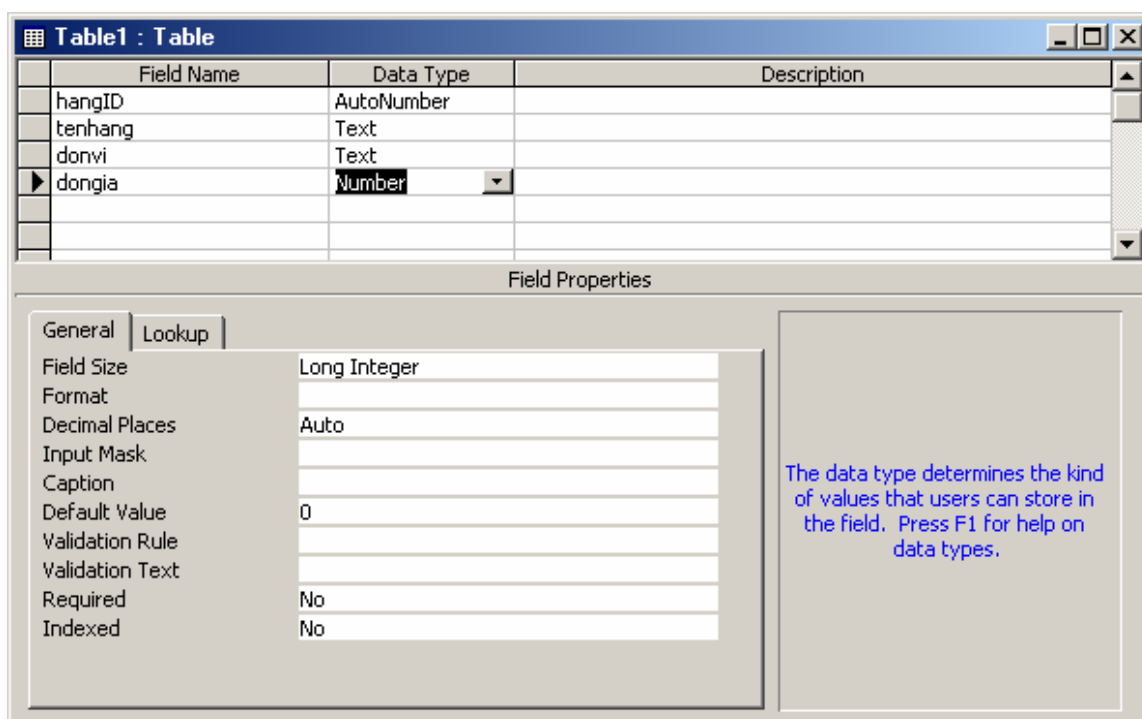 Table1 : Table
Field Name Data Type Description
hangID AutoNumber
tenhang Text
donvi Text
dongia Number
Field Properties
General Lookup
Field Size Long Integer
Format
Decimal Places Auto
Input Mask
Caption
Default Value 0
Validation Rule
Validation Text
Required No
Indexed No
The data type determines the kind
of values that users can store in
the field. Press F1 for help on
data types.